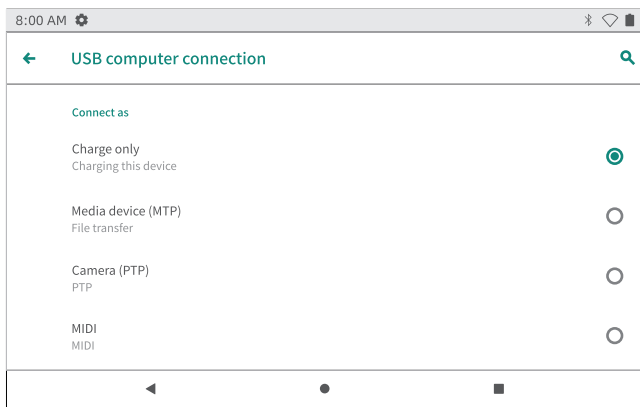 8:00 AM
USB computer connection
Connect as
Charge only
Charging this device
Media device (MTP)
File transfer
Camera (PTP)
PTP
MIDI
MIDI